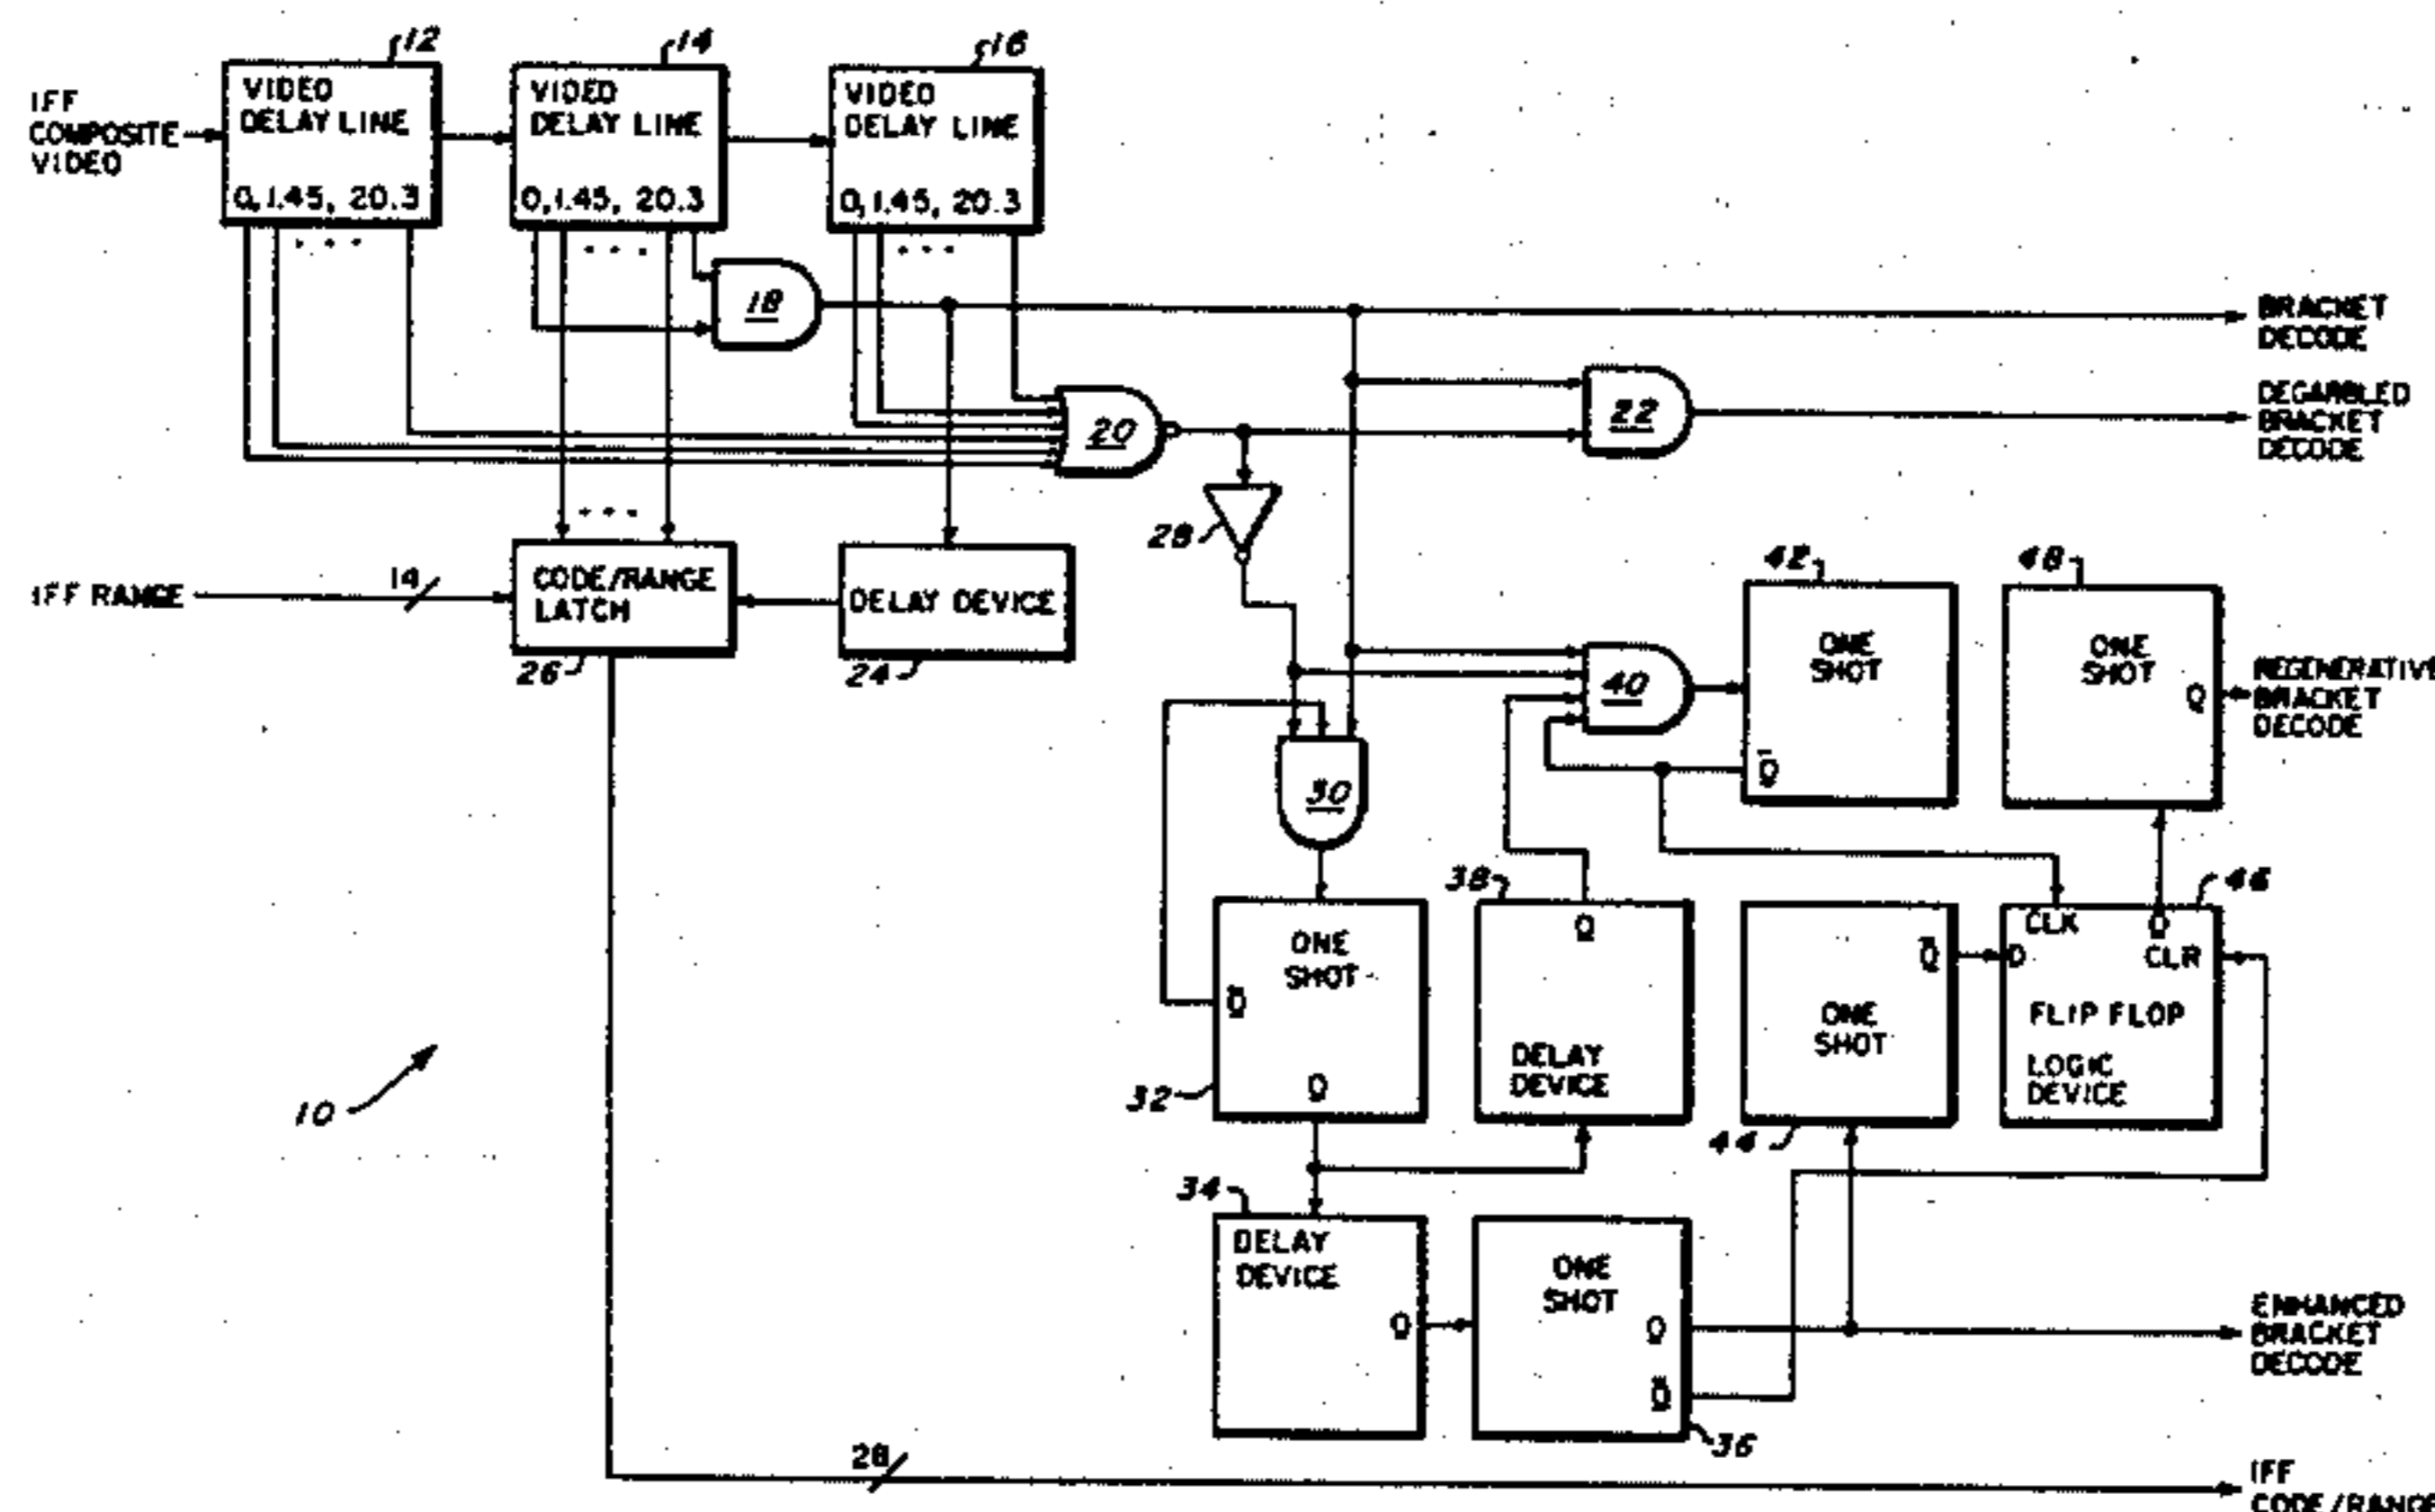 12
14
16
IFF
COMPOSITE
VIDEO
VIDEO
DELAY LINE
0, 1.45, 20.3
VIDEO
DELAY LINE
0, 1.45, 20.3
VIDEO
DELAY LINE
0, 1.45, 20.3
18
BRACKET
DECODE
20
22
DEGARBLED
BRACKET
DECODE
28
IFF RANGE
14
CODE/RANGE
LATCH
26
DELAY DEVICE
24
42
ONE
SHOT
Q
48
ONE
SHOT
Q
REGENERATIVE
BRACKET
DECODE
40
30
32
ONE
SHOT
Q
Q
38
Q
DELAY
DEVICE
44
Q
ONE
SHOT
46
CLK
Q
D
CLR
FLIP FLOP
LOGIC
DEVICE
10
34
DELAY
DEVICE
Q
ONE
SHOT
Q
Q
36
ENHANCED
BRACKET
DECODE
28
IFF
CODE/RANGE